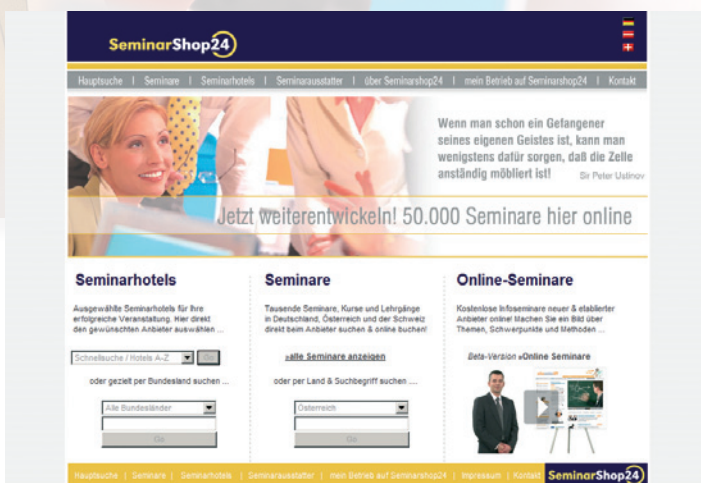 SeminarShop24
Hauptsuche | Seminare | Seminarhotels | Seminarausstatter | über Seminarshop24 | mein Betrieb auf Seminarshop24 | Kontakt
Wenn man schon ein Gefangener
seines eigenen Geistes ist, kann man
wenigstens dafür sorgen, daß die Zelle
anständig möbliert ist! Sir Peter Ustinov
Jetzt weiterentwickeln! 50.000 Seminare hier online
Seminarhotels
Ausgewählte Seminarhotels für Ihre
erfolgreiche Veranstaltung. Hier direkt
den gewünschten Anbieter auswählen ...
Schnellsuche / Hotels A-Z Go
oder gezielt per Bundesland suchen ...
Alle Bundesländer
Go
Seminare
Tausende Seminare, Kurse und Lehrgänge
in Deutschland, Österreich und der Schweiz
direkt beim Anbieter suchen & online buchen!
»alle Seminare anzeigen
oder per Land & Suchbegriff suchen ....
Österreich
Go
Online-Seminare
Kostenlose Infoseminare neuer & etablierter
Anbieter online! Machen Sie ein Bild über
Themen, Schwerpunkte und Methoden ...
Beta-Version »Online Seminare
Hauptsuche | Seminare | Seminarhotels | Seminarausstatter | mein Betrieb auf Seminarshop24 | Impressum | Kontakt SeminarShop24